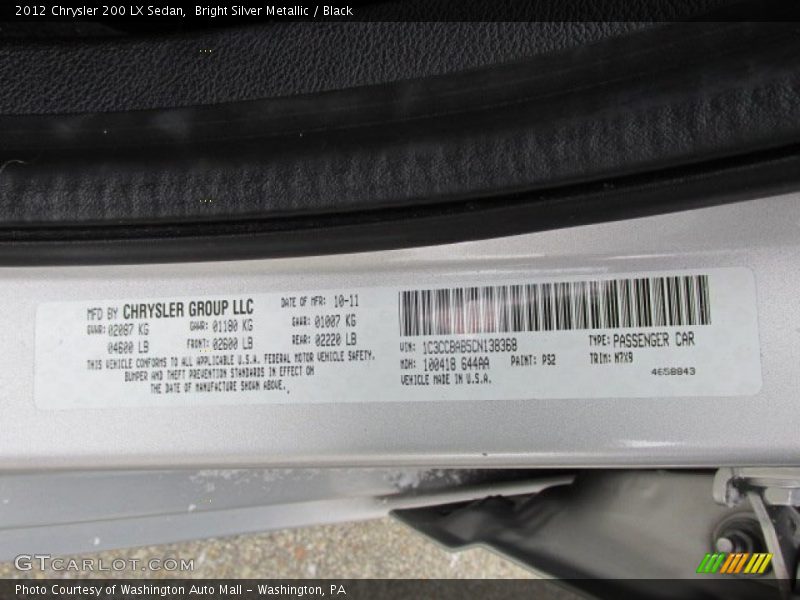 2012 Chrysler 200 LX Sedan, Bright Silver Metallic / Black
MFD BY CHRYSLER GROUP LLC DATE OF MFR: 10-11
GVWR: 02087 KG GAWR: 01180 KG GAWR: 01007 KG
04600 LB FRONT: 02600 LB REAR: 02220 LB
THIS VEHICLE CONFORMS TO ALL APPLICABLE U.S.A. FEDERAL MOTOR VEHICLE SAFETY,
BUMPER AND THEFT PREVENTION STANDARDS IN EFFECT ON
THE DATE OF MANUFACTURE SHOWN ABOVE.
VIN: 1C3CCBAB5CN138368 TYPE: PASSENGER CAR
MDH: 100418 644AA PAINT: PS2 TRIM: M7X9
VEHICLE MADE IN U.S.A. 4658843
GTCARLOT.COM
Photo Courtesy of Washington Auto Mall - Washington, PA